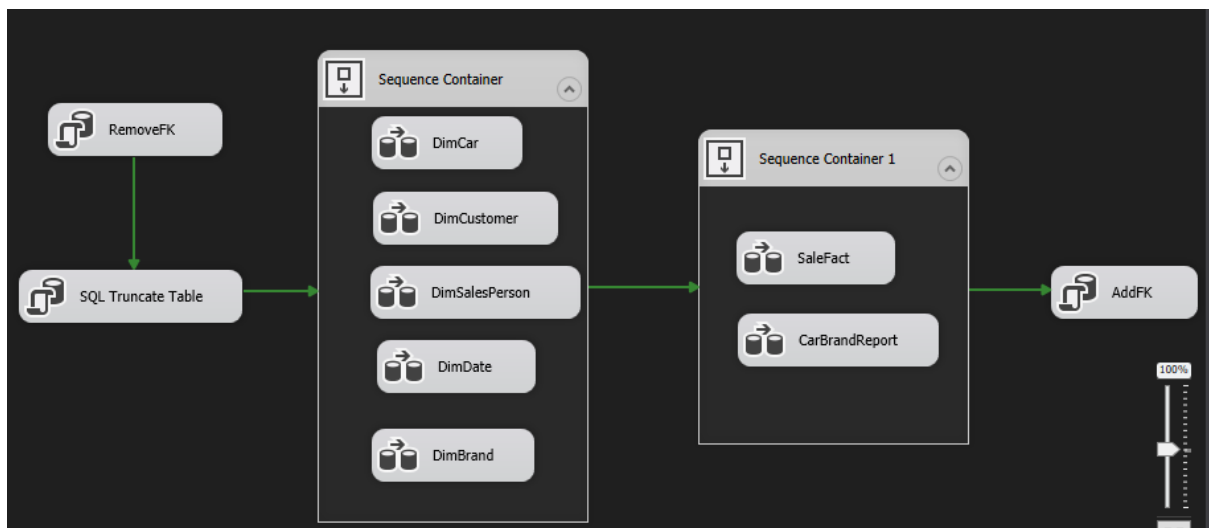 RemoveFK
SQL Truncate Table
Sequence Container
DimCar
DimCustomer
DimSalesPerson
DimDate
DimBrand
Sequence Container 1
SaleFact
CarBrandReport
AddFK
100%